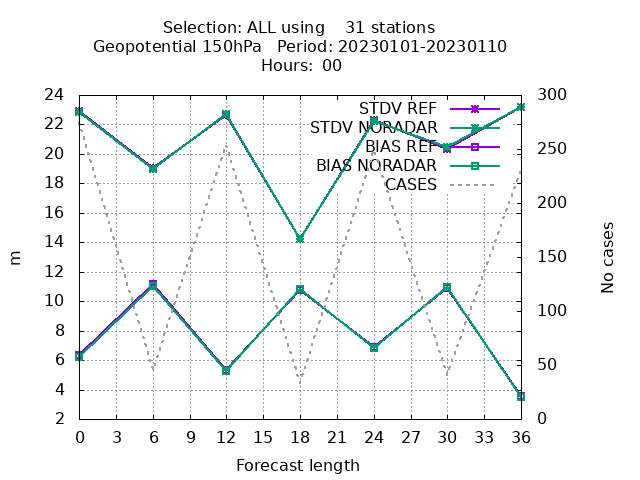 Selection: ALL using    31 stations
Geopotential 150hPa   Period: 20230101-20230110
Hours: 00
24
22
20
18
16
14
12
10
8
6
4
2
m
STDV REF
STDV NORADAR
BIAS REF
BIAS NORADAR
CASES
300
250
200
150
100
50
0
No cases
0 3 6 9 12 15 18 21 24 27 30 33 36
Forecast length